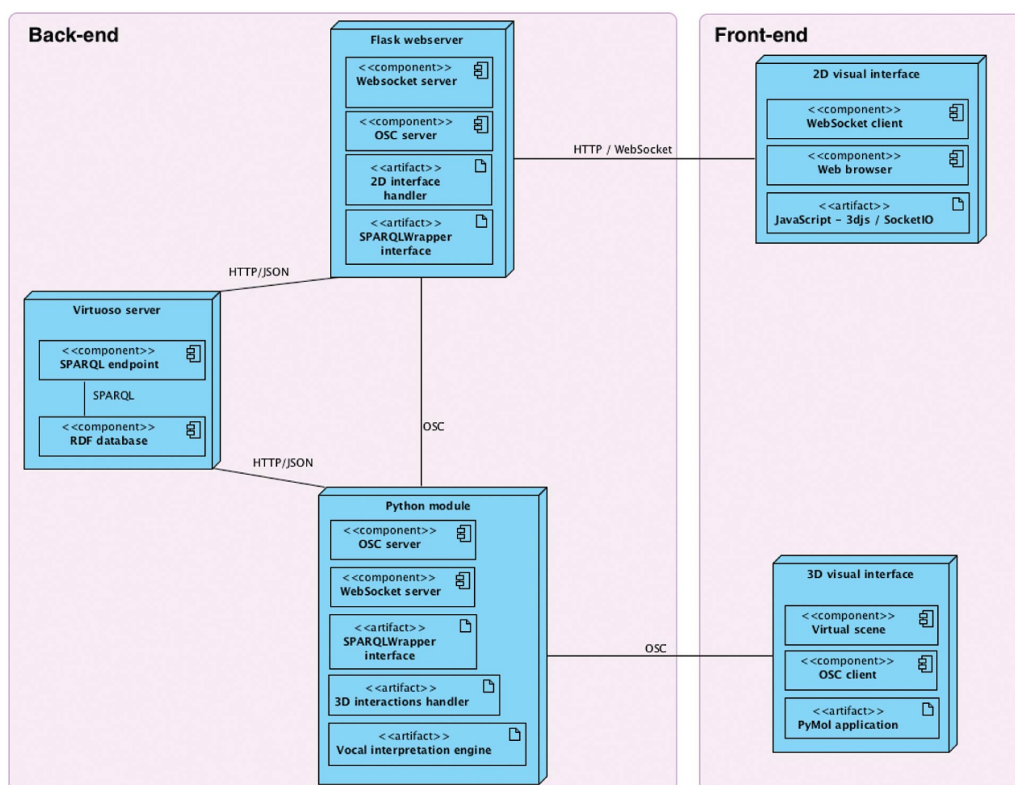 Back-end
Flask webserver
<<component>>
Websocket server
<<component>>
OSC server
<<artifact>>
2D interface
handler
<<artifact>>
SPARQLWrapper
interface
HTTP/JSON
Virtuoso server
<<component>>
SPARQL endpoint
SPARQL
<<component>>
RDF database
HTTP/JSON
OSC
Python module
<<component>>
OSC server
<<component>>
WebSocket server
<<artifact>>
SPARQLWrapper
interface
<<artifact>>
3D interactions handler
<<artifact>>
Vocal interpretation engine
HTTP / WebSocket
OSC
Front-end
2D visual interface
<<component>>
WebSocket client
<<component>>
Web browser
<<artifact>>
JavaScript - 3djs / SocketIO
3D visual interface
<<component>>
Virtual scene
<<component>>
OSC client
<<artifact>>
PyMol application